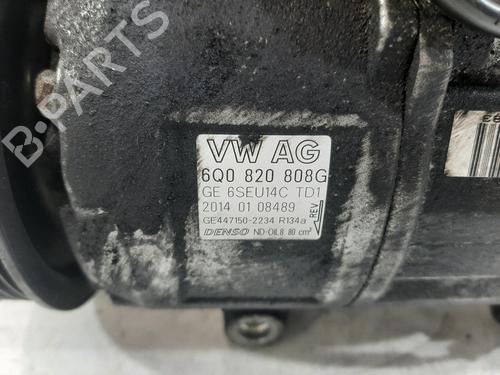 VW AG
6Q0 820 808G
GE 6SEU14C TD1
2014 01 08489
GE447150-2234 R134a
DENSO ND-OIL8 80 cm³
REV